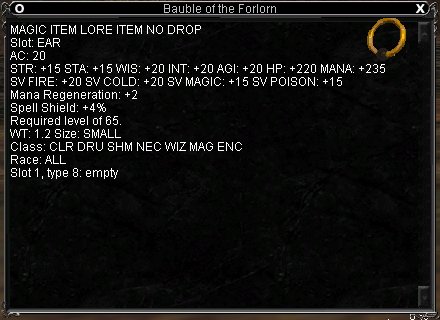 Bauble of the Forlorn
MAGIC ITEM LORE ITEM NO DROP
Slot: EAR
AC: 20
STR: +15 STA: +15 WIS: +20 INT: +20 AGI: +20 HP: +220 MANA: +235
SV FIRE: +20 SV COLD: +20 SV MAGIC: +15 SV POISON: +15
Mana Regeneration: +2
Spell Shield: +4%
Required level of 65.
WT: 1.2 Size: SMALL
Class: CLR DRU SHM NEC WIZ MAG ENC
Race: ALL
Slot 1, type 8: empty